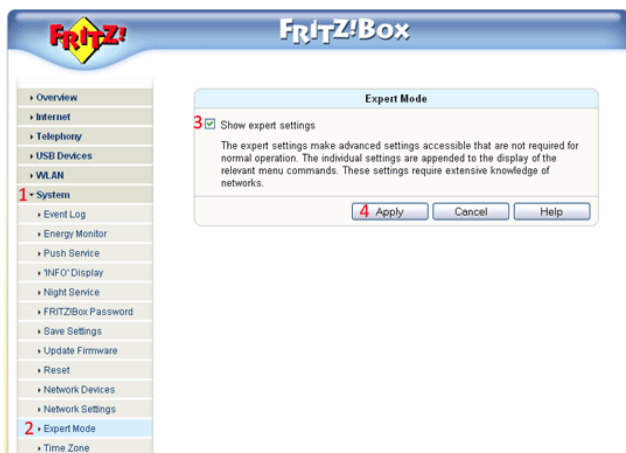 FRITZ!
FRITZ!Box
Overview
Internet
Telephony
USB Devices
WLAN
1 System
Event Log
Energy Monitor
Push Service
'INFO' Display
Night Service
FRITZ!Box Password
Save Settings
Update Firmware
Reset
Network Devices
Network Settings
2 Expert Mode
Time Zone
Expert Mode
3 Show expert settings
The expert settings make advanced settings accessible that are not required for
normal operation. The individual settings are appended to the display of the
relevant menu commands. These settings require extensive knowledge of
networks.
4 Apply Cancel Help